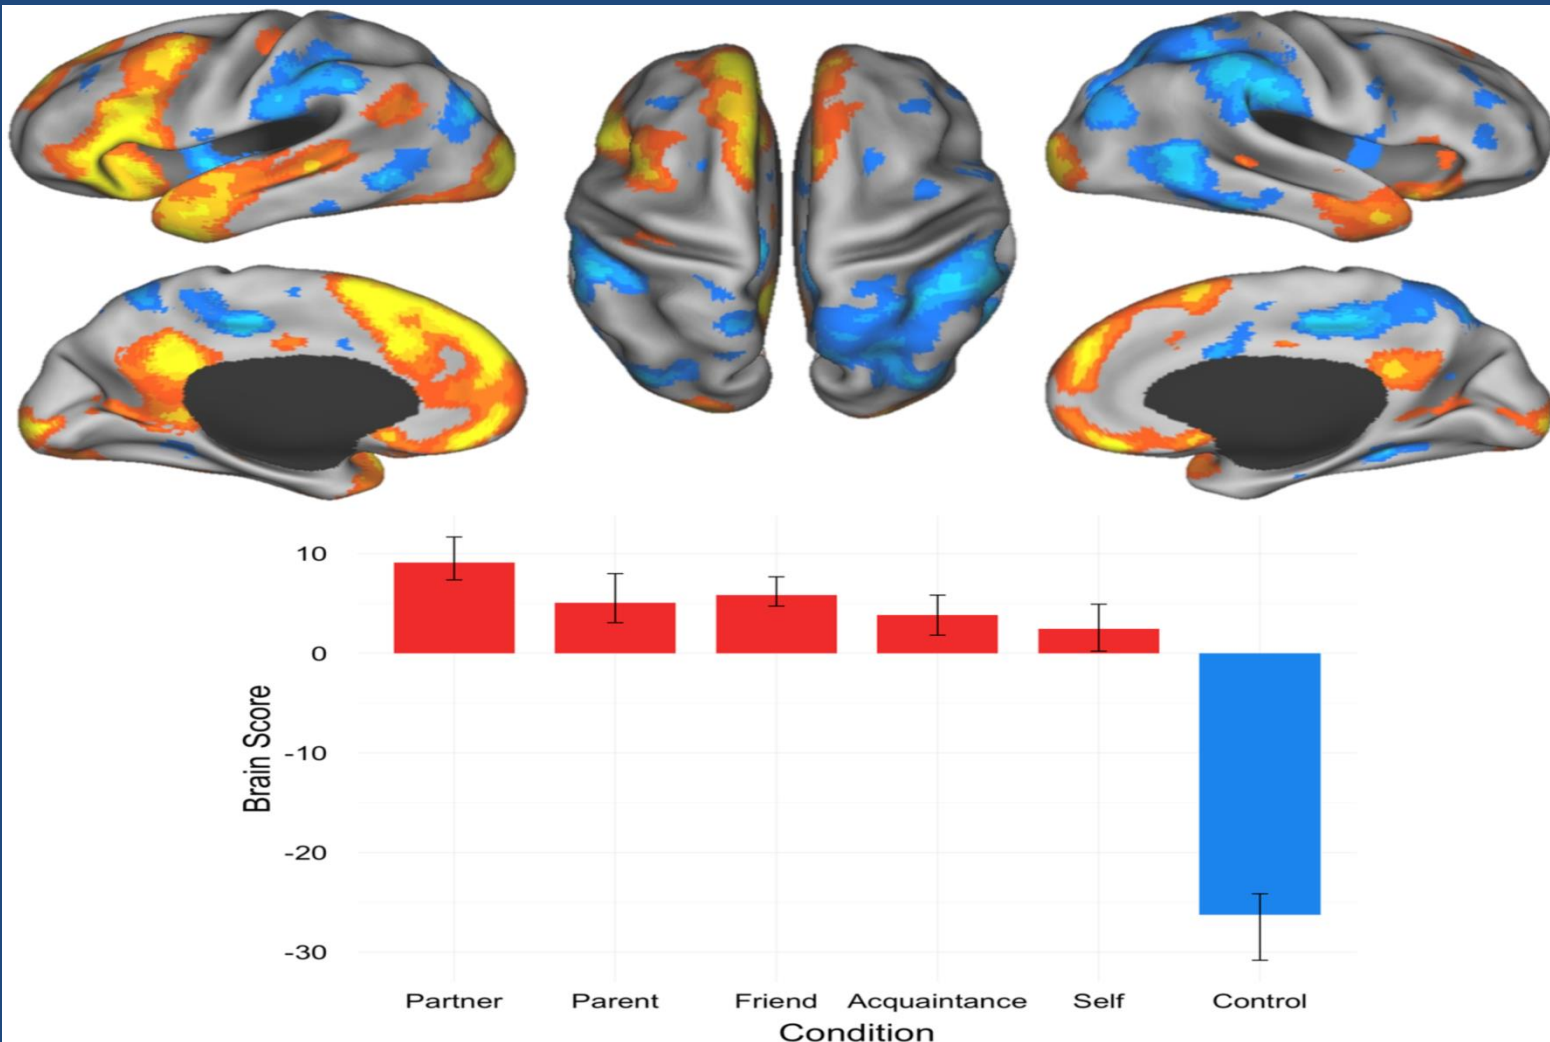 10
0
-10
-20
-30
Brain Score
Partner Parent Friend Acquaintance Self Control
Condition